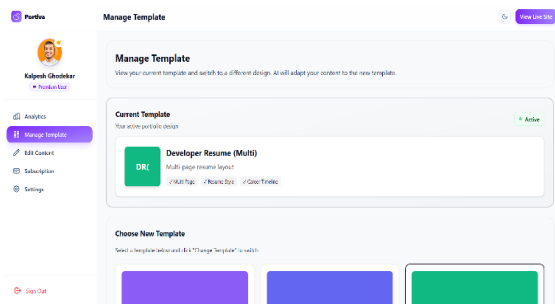 Portiva
Manage Template
View Live Site
Kalpesh Ghodekar
Premium User
Analytics
Manage Template
Edit Content
Subscription
Settings
Sign Out
Manage Template
View your current template and switch to a different design. AI will adapt your content to the new template.
Current Template
Your active portfolio design
Active
DR(
Developer Resume (Multi)
Multi-page resume layout
✓ Multi Page
✓ Resume Style
✓ Career Timeline
Choose New Template
Select a template below and click "Change Template" to switch